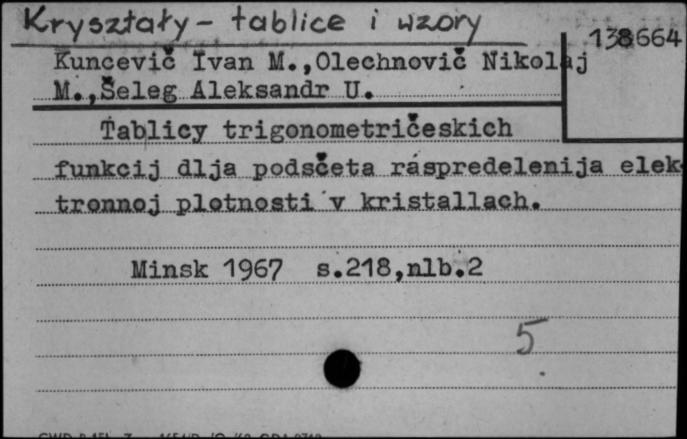 Kryształy - tablice i wzory
138664
Kuncevič Ivan M., Olechnovič Nikolaj
M., Šeleg Aleksandr U.
Tablicy trigonometričeskich
funkcij dlja podsčeta raspredelenija elek
tronnoj plotnosti v kristallach.
Minsk 1967 s.218,nlb.2
5